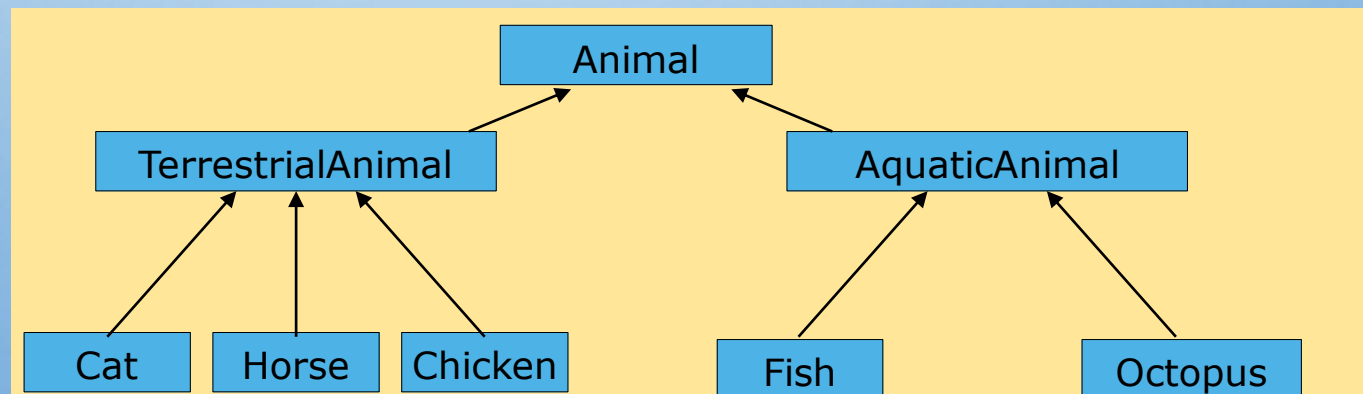 Animal
TerrestrialAnimal
AquaticAnimal
Cat
Horse
Chicken
Fish
Octopus